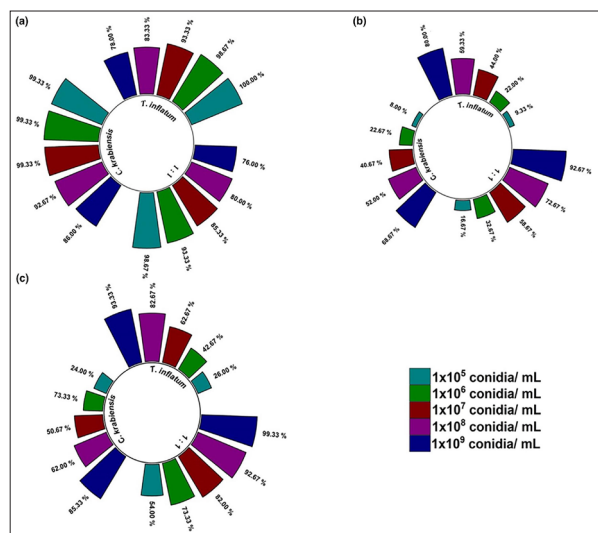 (a)
78.00 %
83.33 %
93.33 %
98.67 %
100.00 %
T. inflatum
99.33 %
99.33 %
99.33 %
92.67 %
86.00 %
C. krabiensis
76.00 %
80.00 %
85.33 %
93.33 %
98.67 %
1 : 1
(b)
80.00 %
59.33 %
44.00 %
22.00 %
9.33 %
T. inflatum
8.00 %
22.67 %
40.67 %
52.00 %
68.67 %
C. krabiensis
92.67 %
72.67 %
58.67 %
32.67 %
16.67 %
1 : 1
(c)
93.33 %
82.67 %
62.67 %
42.67 %
26.00 %
T. inflatum
24.00 %
73.33 %
50.67 %
62.00 %
85.33 %
C. krabiensis
99.33 %
92.67 %
82.00 %
73.33 %
54.00 %
1 : 1
1x10⁵ conidia/ mL
1x10⁶ conidia/ mL
1x10⁷ conidia/ mL
1x10⁸ conidia/ mL
1x10⁹ conidia/ mL